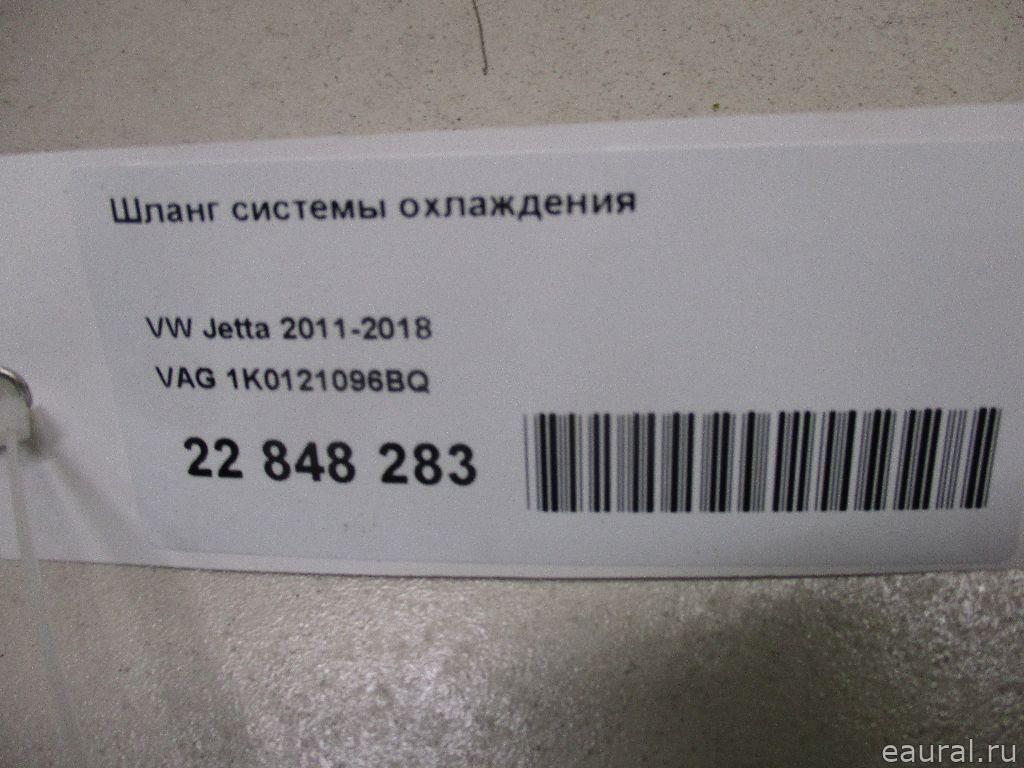 Шланг системы охлаждения
VW Jetta 2011-2018
VAG 1K0121096BQ
22 848 283
eaural.ru